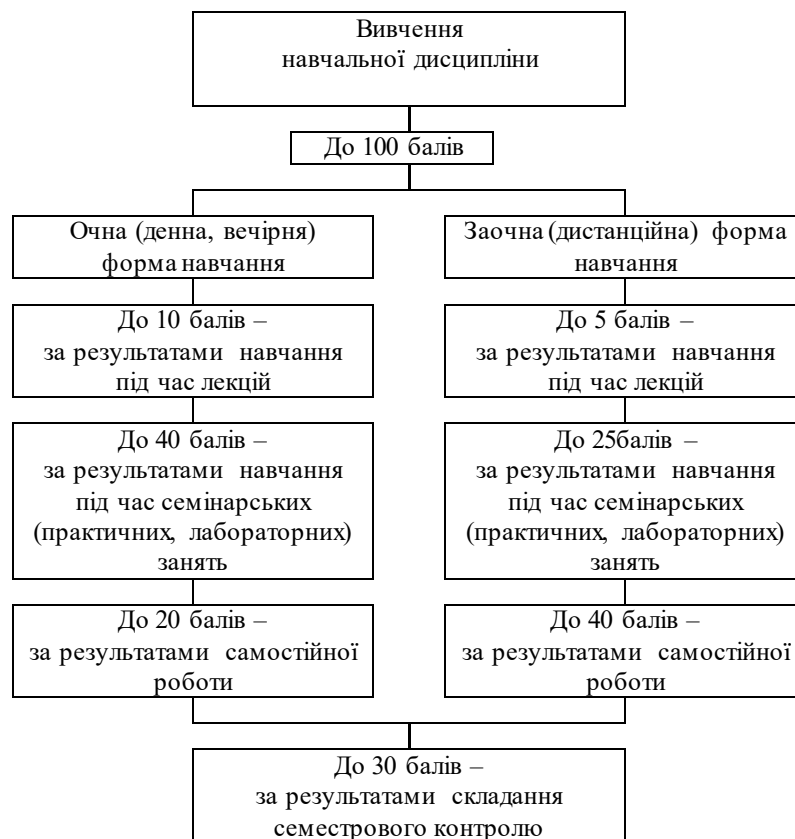 Вивчення
навчальної дисципліни
До 100 балів
Очна (денна, вечірня)
форма навчання
До 10 балів –
за результатами навчання
під час лекцій
До 40 балів –
за результатами навчання
під час семінарських
(практичних, лабораторних)
занять
До 20 балів –
за результатами самостійної
роботи
Заочна (дистанційна) форма
навчання
До 5 балів –
за результатами навчання
під час лекцій
До 25балів –
за результатами навчання
під час семінарських
(практичних, лабораторних)
занять
До 40 балів –
за результатами самостійної
роботи
До 30 балів –
за результатами складання
семестрового контролю